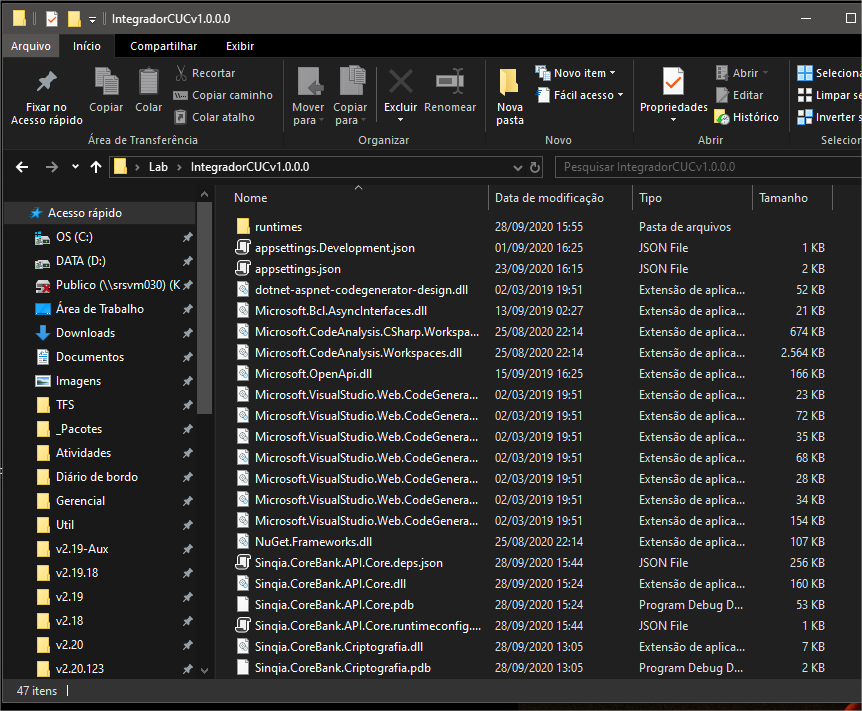 IntegradorCUCv1.0.0.0
Arquivo Início Compartilhar Exibir
Fixar no Acesso rápido
Copiar
Colar
Recortar
Copiar caminho
Colar atalho
Área de Transferência
Mover para
Copiar para
Excluir
Renomear
Organizar
Nova pasta
Novo item
Fácil acesso
Novo
Propriedades
Abrir
Editar
Histórico
Abrir
Seleciona
Limpar se
Inverter s
Selecion
Lab > IntegradorCUCv1.0.0.0
Pesquisar IntegradorCUCv1.0.0.0
Acesso rápido
OS (C:)
DATA (D:)
Publico (\\srsvm030) (K
Área de Trabalho
Downloads
Documentos
Imagens
TFS
_Pacotes
Atividades
Diário de bordo
Gerencial
Util
v2.19-Aux
v2.19.18
v2.19
v2.18
v2.20
v2.20.123
Nome Data de modificação Tipo Tamanho
runtimes 28/09/2020 15:55 Pasta de arquivos
appsettings.Development.json 01/09/2020 16:25 JSON File 1 KB
appsettings.json 23/09/2020 16:15 JSON File 2 KB
dotnet-aspnet-codegenerator-design.dll 02/03/2019 19:51 Extensão de aplica... 52 KB
Microsoft.Bcl.AsyncInterfaces.dll 13/09/2019 02:27 Extensão de aplica... 21 KB
Microsoft.CodeAnalysis.CSharp.Workspa... 25/08/2020 22:14 Extensão de aplica... 674 KB
Microsoft.CodeAnalysis.Workspaces.dll 25/08/2020 22:14 Extensão de aplica... 2.564 KB
Microsoft.OpenApi.dll 15/09/2019 16:25 Extensão de aplica... 166 KB
Microsoft.VisualStudio.Web.CodeGenera... 02/03/2019 19:51 Extensão de aplica... 23 KB
Microsoft.VisualStudio.Web.CodeGenera... 02/03/2019 19:51 Extensão de aplica... 72 KB
Microsoft.VisualStudio.Web.CodeGenera... 02/03/2019 19:51 Extensão de aplica... 35 KB
Microsoft.VisualStudio.Web.CodeGenera... 02/03/2019 19:51 Extensão de aplica... 68 KB
Microsoft.VisualStudio.Web.CodeGenera... 02/03/2019 19:51 Extensão de aplica... 28 KB
Microsoft.VisualStudio.Web.CodeGenera... 02/03/2019 19:51 Extensão de aplica... 34 KB
Microsoft.VisualStudio.Web.CodeGenera... 02/03/2019 19:51 Extensão de aplica... 154 KB
NuGet.Frameworks.dll 25/08/2020 22:14 Extensão de aplica... 107 KB
Sinqia.CoreBank.API.Core.deps.json 28/09/2020 15:44 JSON File 256 KB
Sinqia.CoreBank.API.Core.dll 28/09/2020 15:24 Extensão de aplica... 160 KB
Sinqia.CoreBank.API.Core.pdb 28/09/2020 15:24 Program Debug D... 53 KB
Sinqia.CoreBank.API.Core.runtimeconfig.... 28/09/2020 15:44 JSON File 1 KB
Sinqia.CoreBank.Criptografia.dll 28/09/2020 13:05 Extensão de aplica... 7 KB
Sinqia.CoreBank.Criptografia.pdb 28/09/2020 13:05 Program Debug D... 2 KB
47 itens